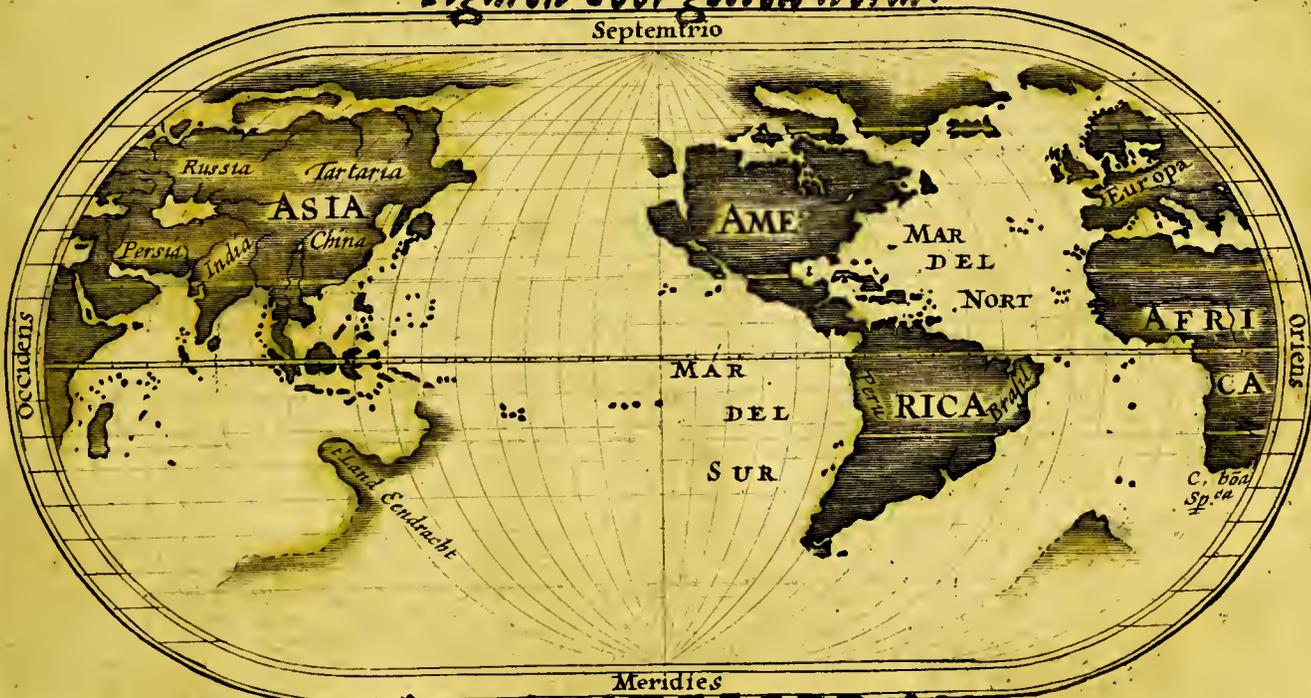 Septemtrio
Russia
Tartaria
ASIA
Persia
India
China
Occidens
t'Land Eendracht
AME
RICA
Peru
Brasil
MAR
DEL
NORT
MAR
DEL
SUR
Europa
AFRI
CA
C. bōa
Sp.ca
Oriens
Meridies